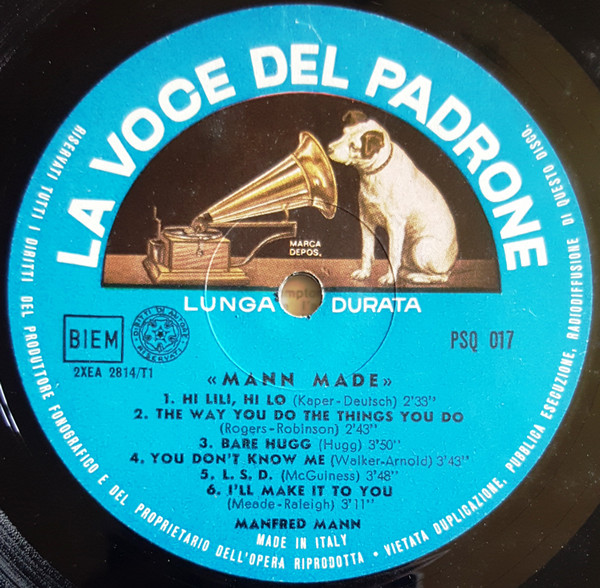 LA VOCE DEL PADRONE
MARCA
DEPOS.
LUNGA DURATA
BIEM
DIRITTI DI AUTORE
RISERVATI
PSQ 017
2XEA 2814/T1
«MANN MADE»
1. HI LILI, HI LO (Kaper-Deutsch) 2'33"
2. THE WAY YOU DO THE THINGS YOU DO
(Rogers-Robinson) 2'43"
3. BARE HUGG (Hugg) 3'50"
4. YOU DON'T KNOW ME (Walker-Arnold) 3'43"
5. L. S. D. (McGuiness) 3'48"
6. I'LL MAKE IT TO YOU
(Meade-Raleigh) 3'11"
MANFRED MANN
MADE IN ITALY
RISERVATI TUTTI I DIRITTI DEL PRODUTTORE FONOGRAFICO E DEL PROPRIETARIO DELL'OPERA RIPRODOTTA • VIETATA DUPLICAZIONE, PUBBLICA ESECUZIONE, RADIODIFFUSIONE DI QUESTO DISCO.